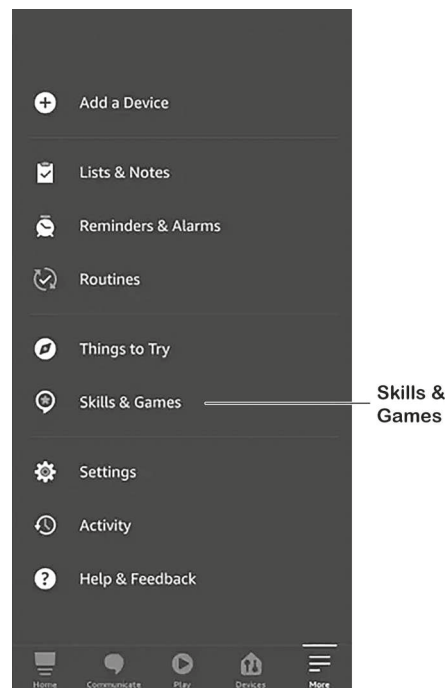 Add a Device
Lists & Notes
Reminders & Alarms
Routines
Things to Try
Skills & Games
Skills &
Games
Settings
Activity
Help & Feedback
Home Communicate Play Devices More